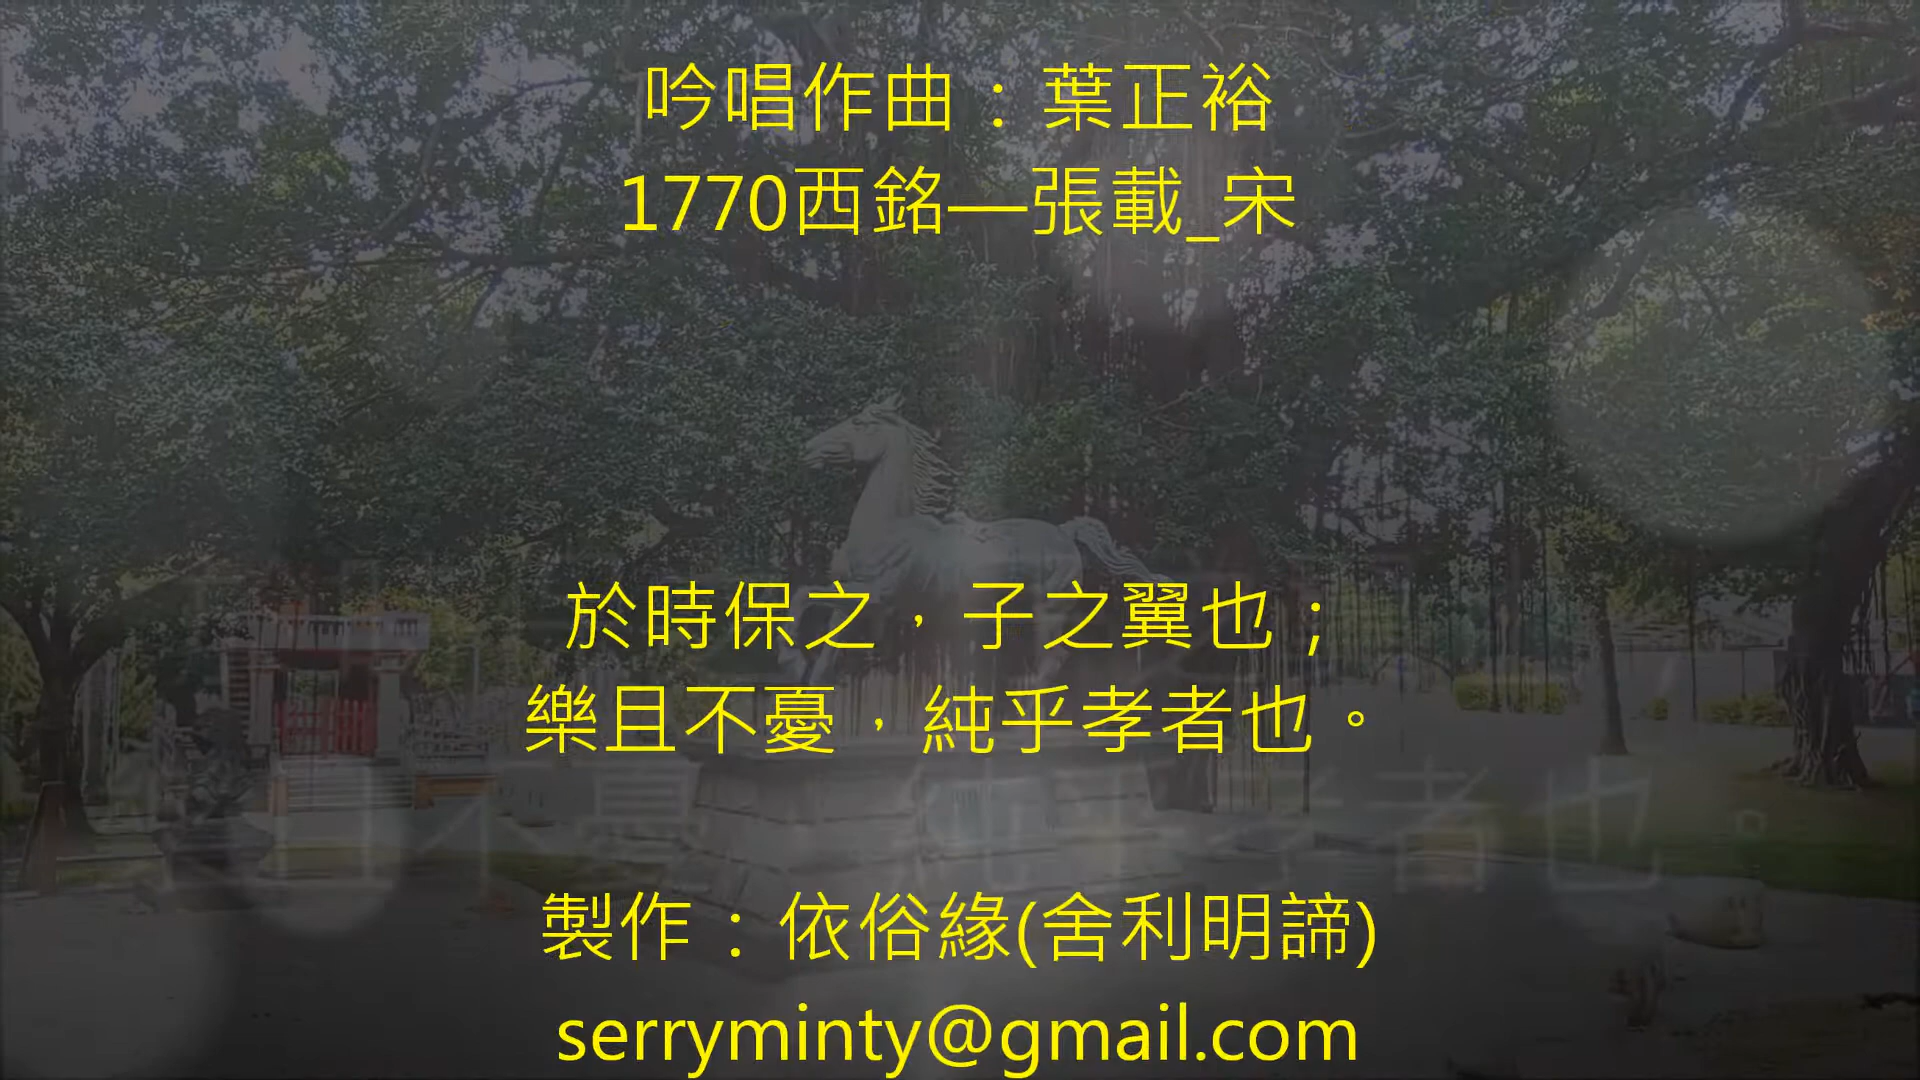 吟唱作曲：葉正裕
1770西銘—張載_宋
於時保之，子之翼也；
樂且不憂，純乎孝者也。
製作：依俗緣(舍利明諦)
serryminty@gmail.com